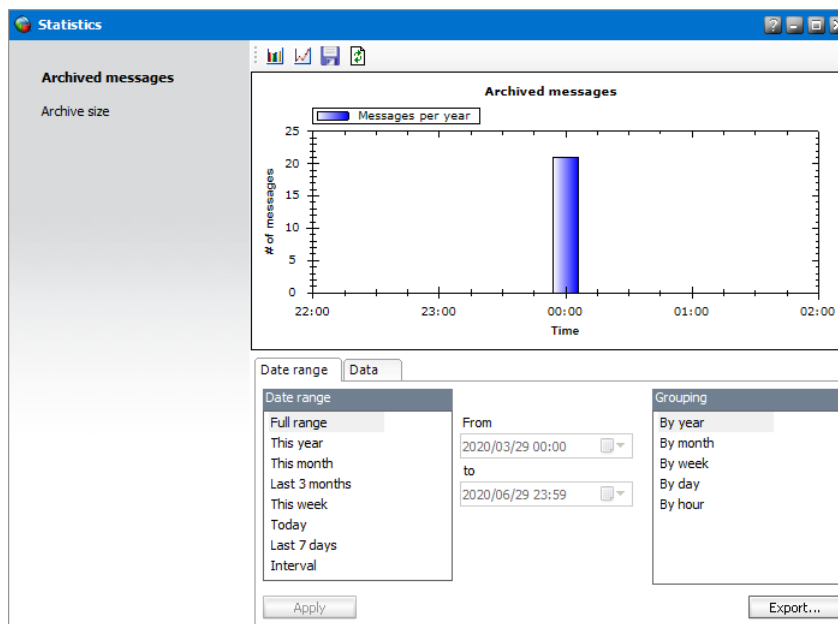 Statistics
Archived messages
Archive size
Archived messages
Messages per year
25
20
15
10
5
0
# of messages
22:00 23:00 00:00 01:00 02:00
Time
Date range Data
Date range
Full range
This year
This month
Last 3 months
This week
Today
Last 7 days
Interval
From
2020/03/29 00:00
to
2020/06/29 23:59
Grouping
By year
By month
By week
By day
By hour
Apply Export...